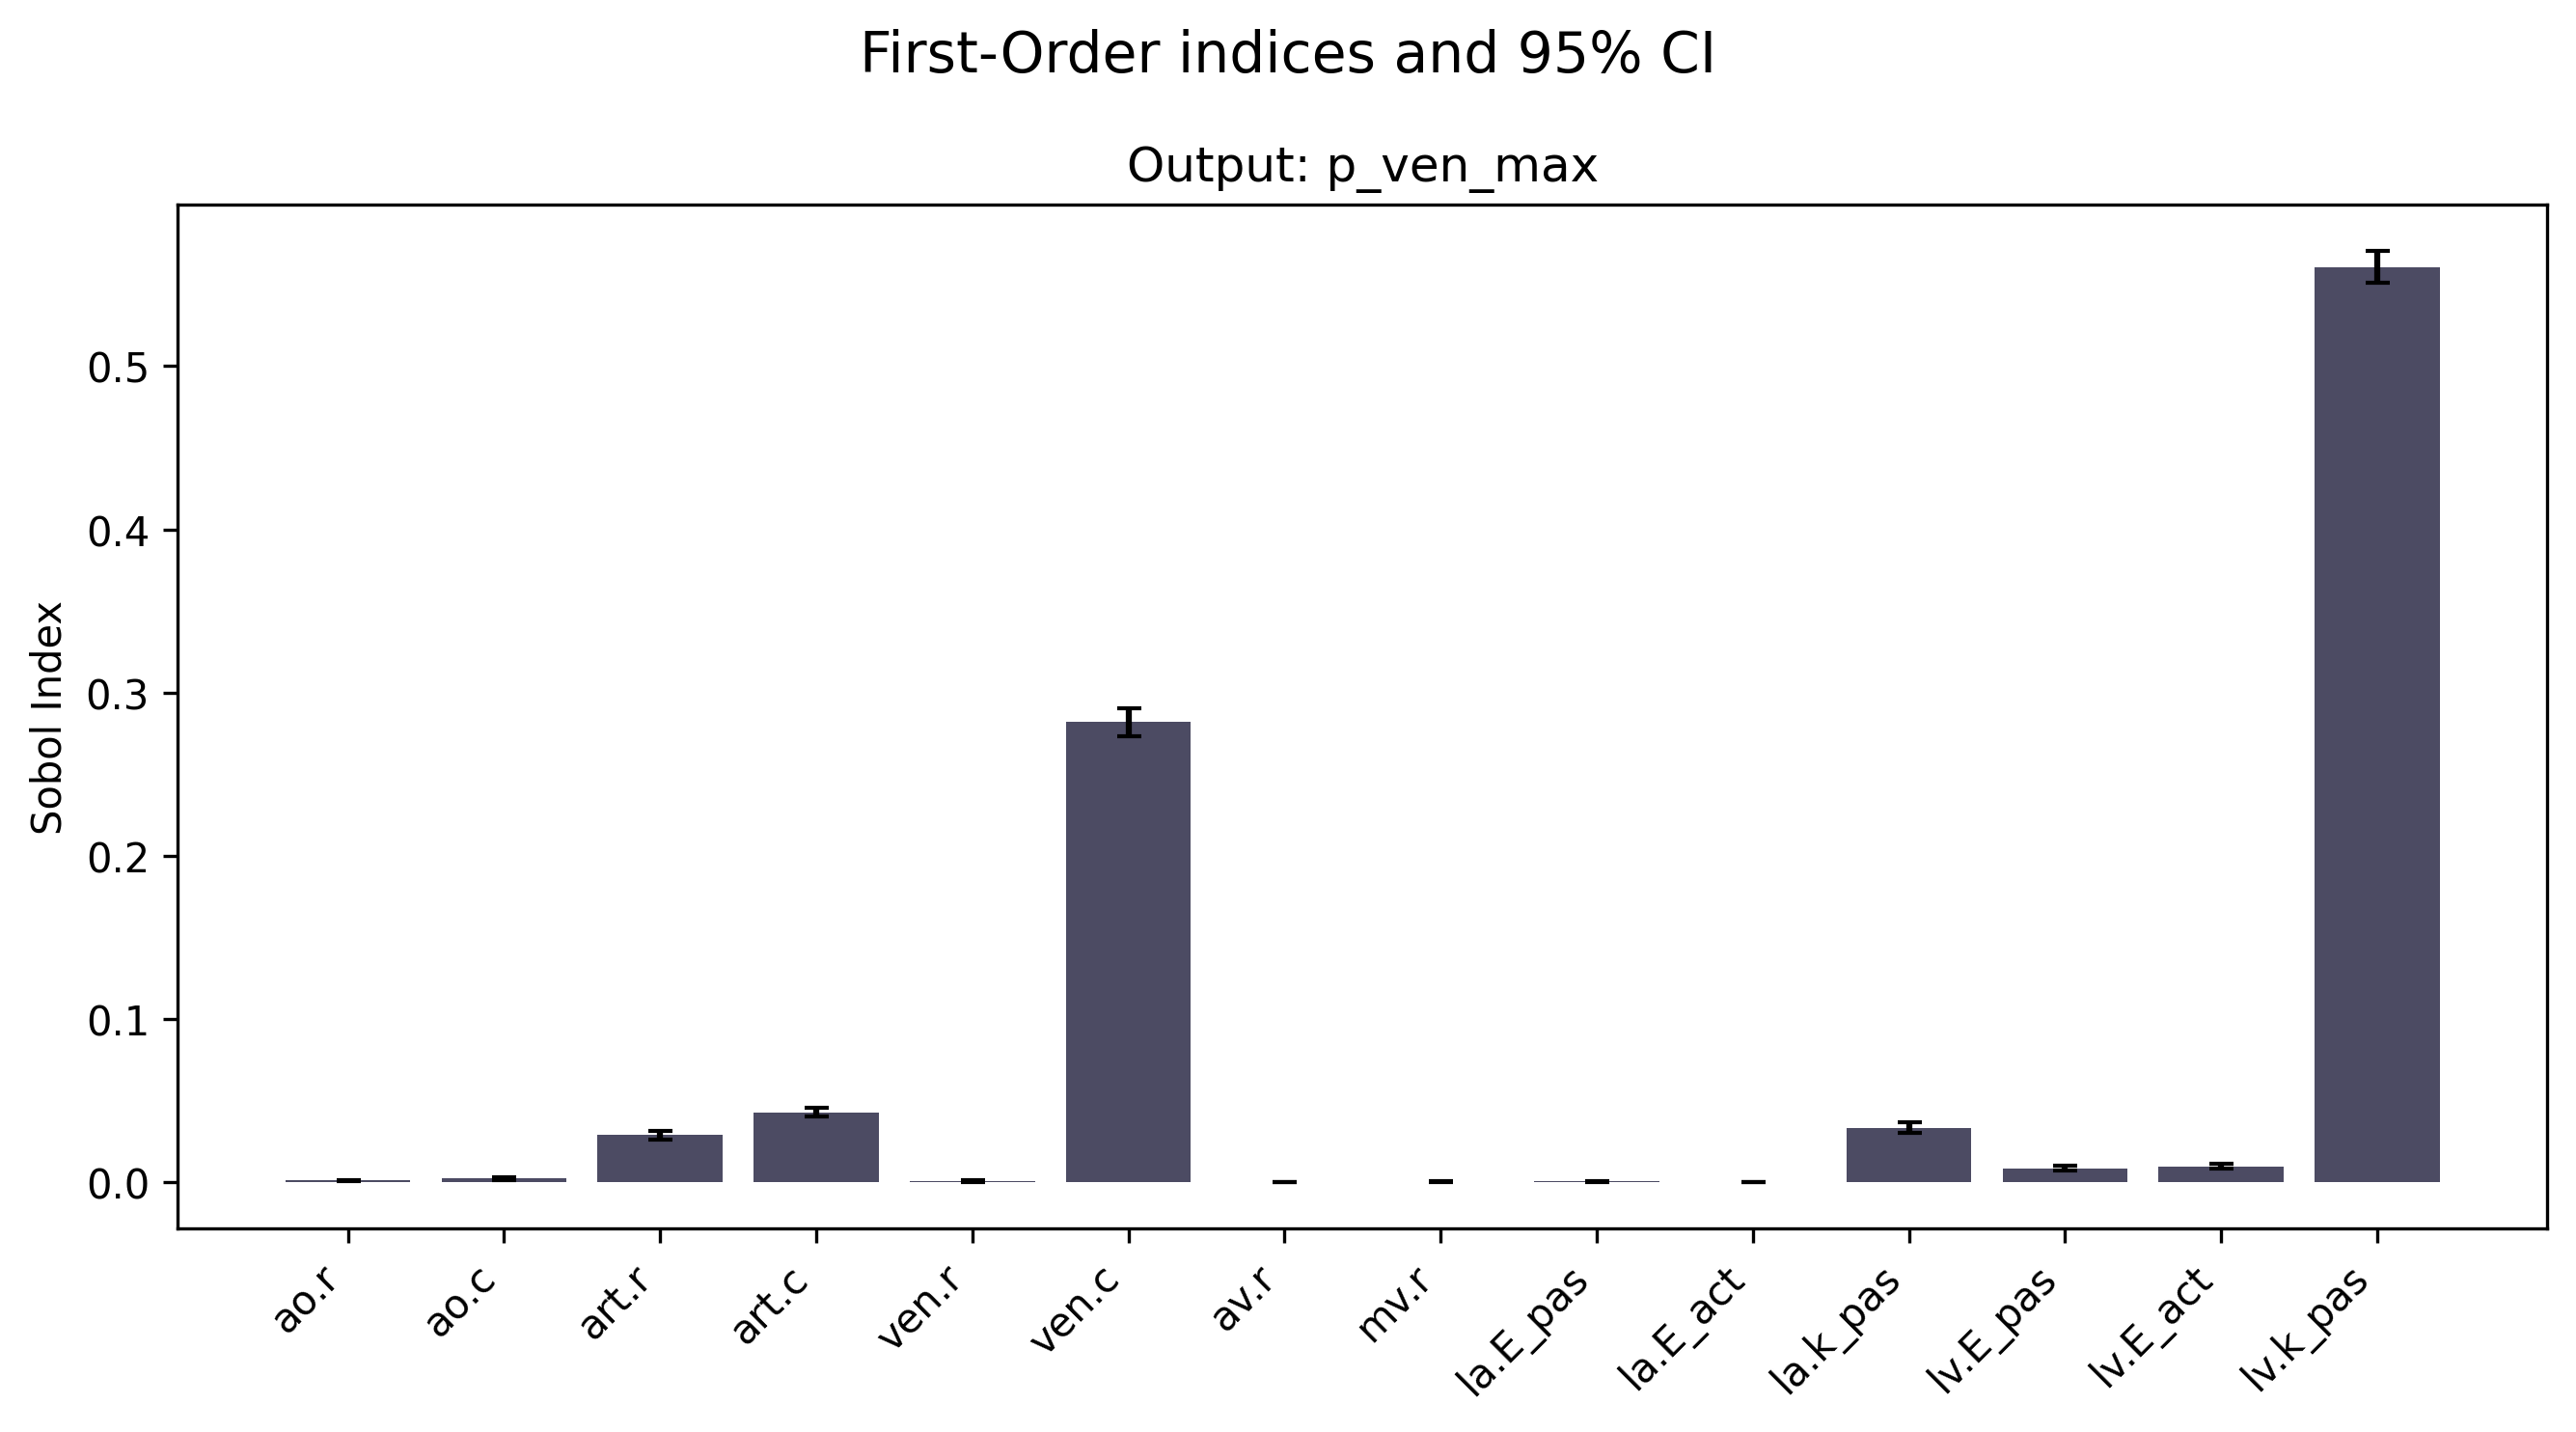 First-Order indices and 95% CI
Output: p_ven_max
Sobol Index
0.5
0.4
0.3
0.2
0.1
0.0
ao.r
ao.c
art.r
art.c
ven.r
ven.c
av.r
mv.r
la.E_pas
la.E_act
la.k_pas
lv.E_pas
lv.E_act
lv.k_pas